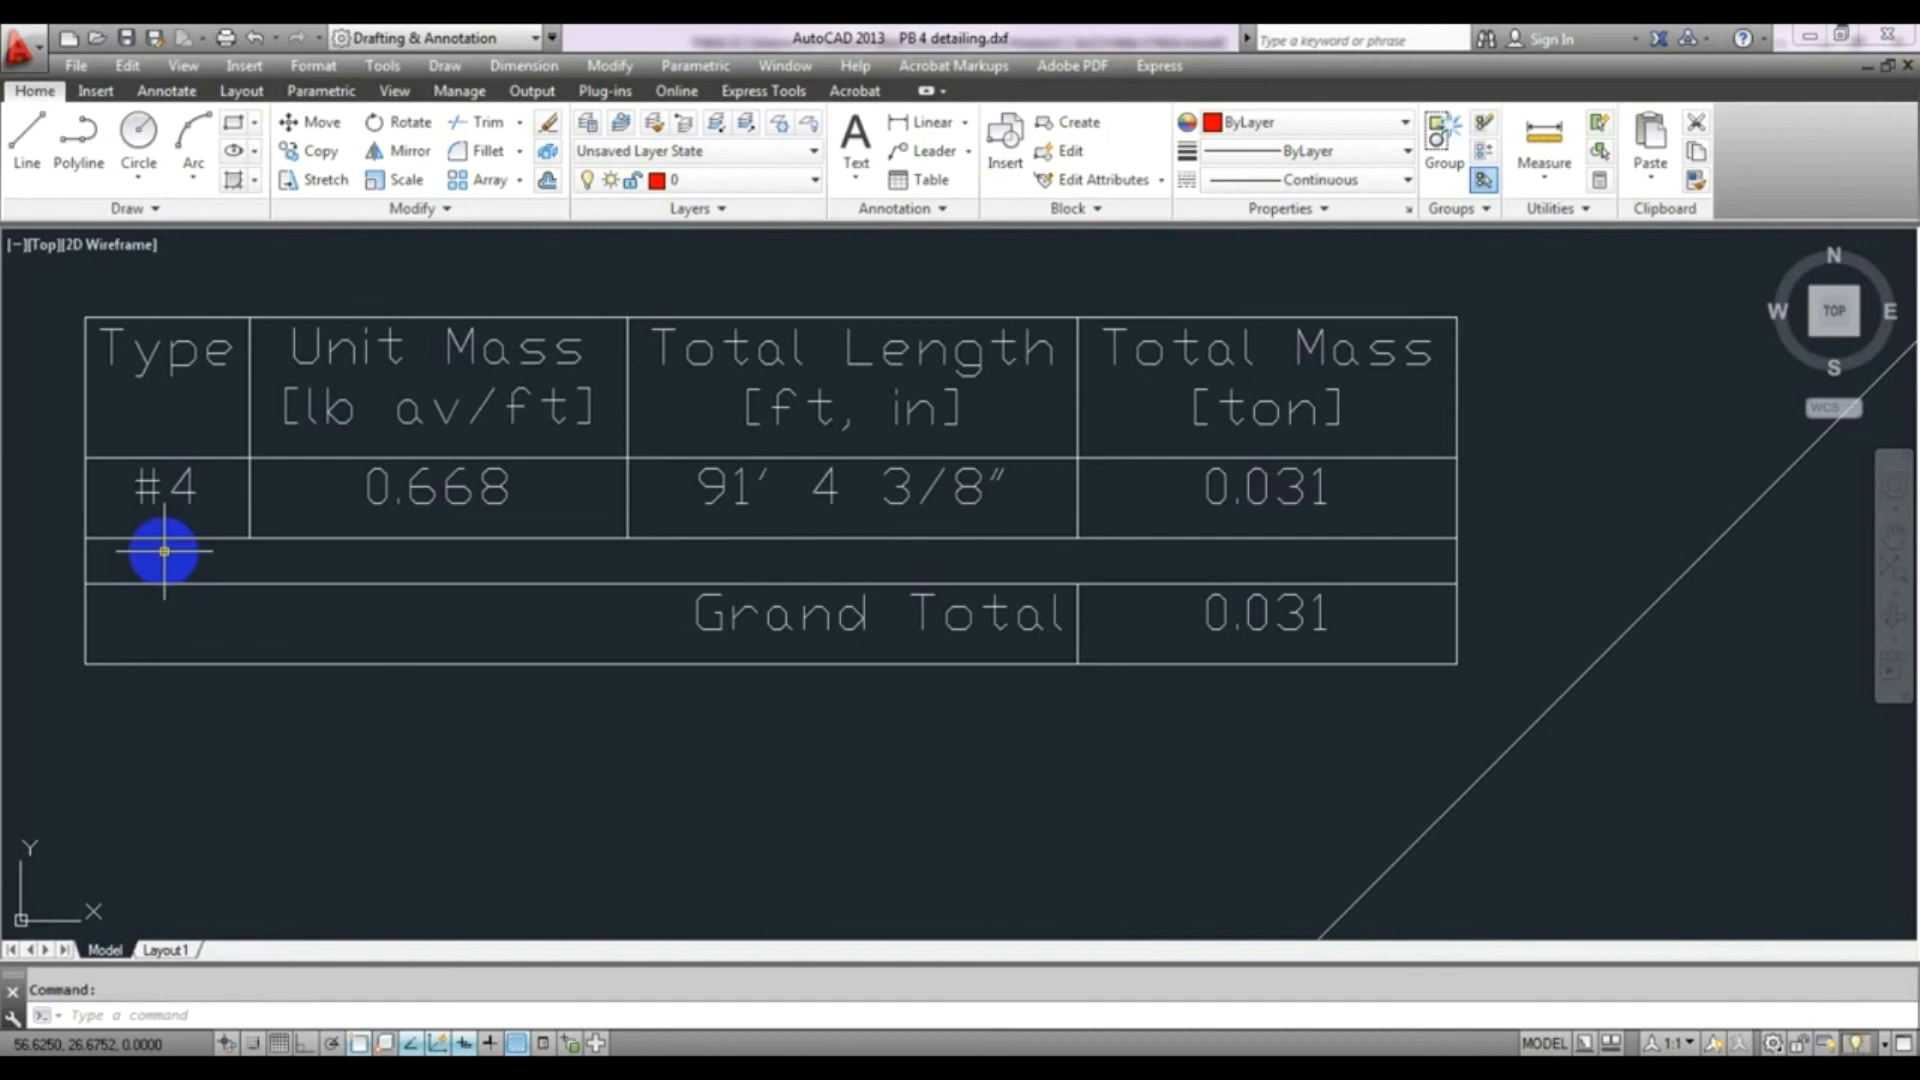 Drafting & Annotation
AutoCAD 2013 PB 4 detailing.dxf
Type a keyword or phrase
Sign In
File Edit View Insert Format Tools Draw Dimension Modify Parametric Window Help Acrobat Markups Adobe PDF Express
Home Insert Annotate Layout Parametric View Manage Output Plug-ins Online Express Tools Acrobat
Move Rotate Trim
Unsaved Layer State
Linear Create ByLayer
Line Polyline Circle Arc
Copy Mirror Fillet
Text Leader Insert Edit ByLayer Group Measure Paste
Stretch Scale Array 0 Table Edit Attributes Continuous
Draw Modify Layers Annotation Block Properties Groups Utilities Clipboard
[−][Top][2D Wireframe]
N
W TOP E
S
WCS
Type Unit Mass Total Length Total Mass
[lb av/ft] [ft, in] [ton]
#4 0.668 91' 4 3/8" 0.031
Grand Total 0.031
Y
X
Model Layout1
Command:
Type a command
56.6250, 26.6752, 0.0000
MODEL 1:1